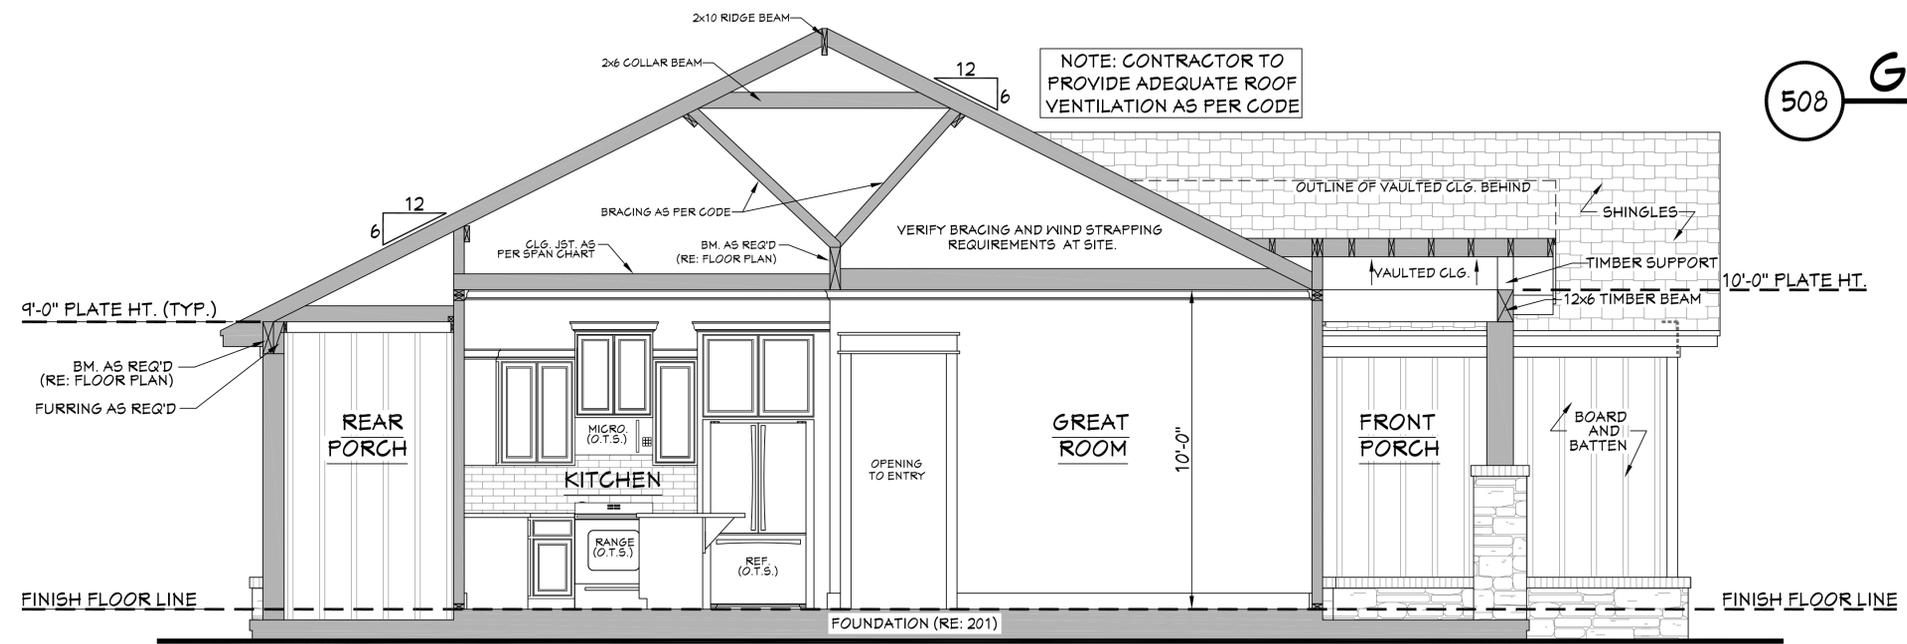 2x10 RIDGE BEAM
2x6 COLLAR BEAM
12
6
NOTE: CONTRACTOR TO
PROVIDE ADEQUATE ROOF
VENTILATION AS PER CODE
508
G
OUTLINE OF VAULTED CLG. BEHIND
SHINGLES
12
6
BRACING AS PER CODE
VERIFY BRACING AND WIND STRAPPING
REQUIREMENTS AT SITE.
CLG. JST. AS
PER SPAN CHART
BM. AS REQ'D
(RE: FLOOR PLAN)
VAULTED CLG.
TIMBER SUPPORT
10'-0" PLATE HT.
12x6 TIMBER BEAM
9'-0" PLATE HT. (TYP.)
BM. AS REQ'D
(RE: FLOOR PLAN)
FURRING AS REQ'D
REAR
PORCH
MICRO.
(O.T.S.)
KITCHEN
OPENING
TO ENTRY
GREAT
ROOM
10'-0"
FRONT
PORCH
BOARD
AND
BATTEN
RANGE
(O.T.S.)
REF.
(O.T.S.)
FINISH FLOOR LINE
FINISH FLOOR LINE
FOUNDATION (RE: 201)